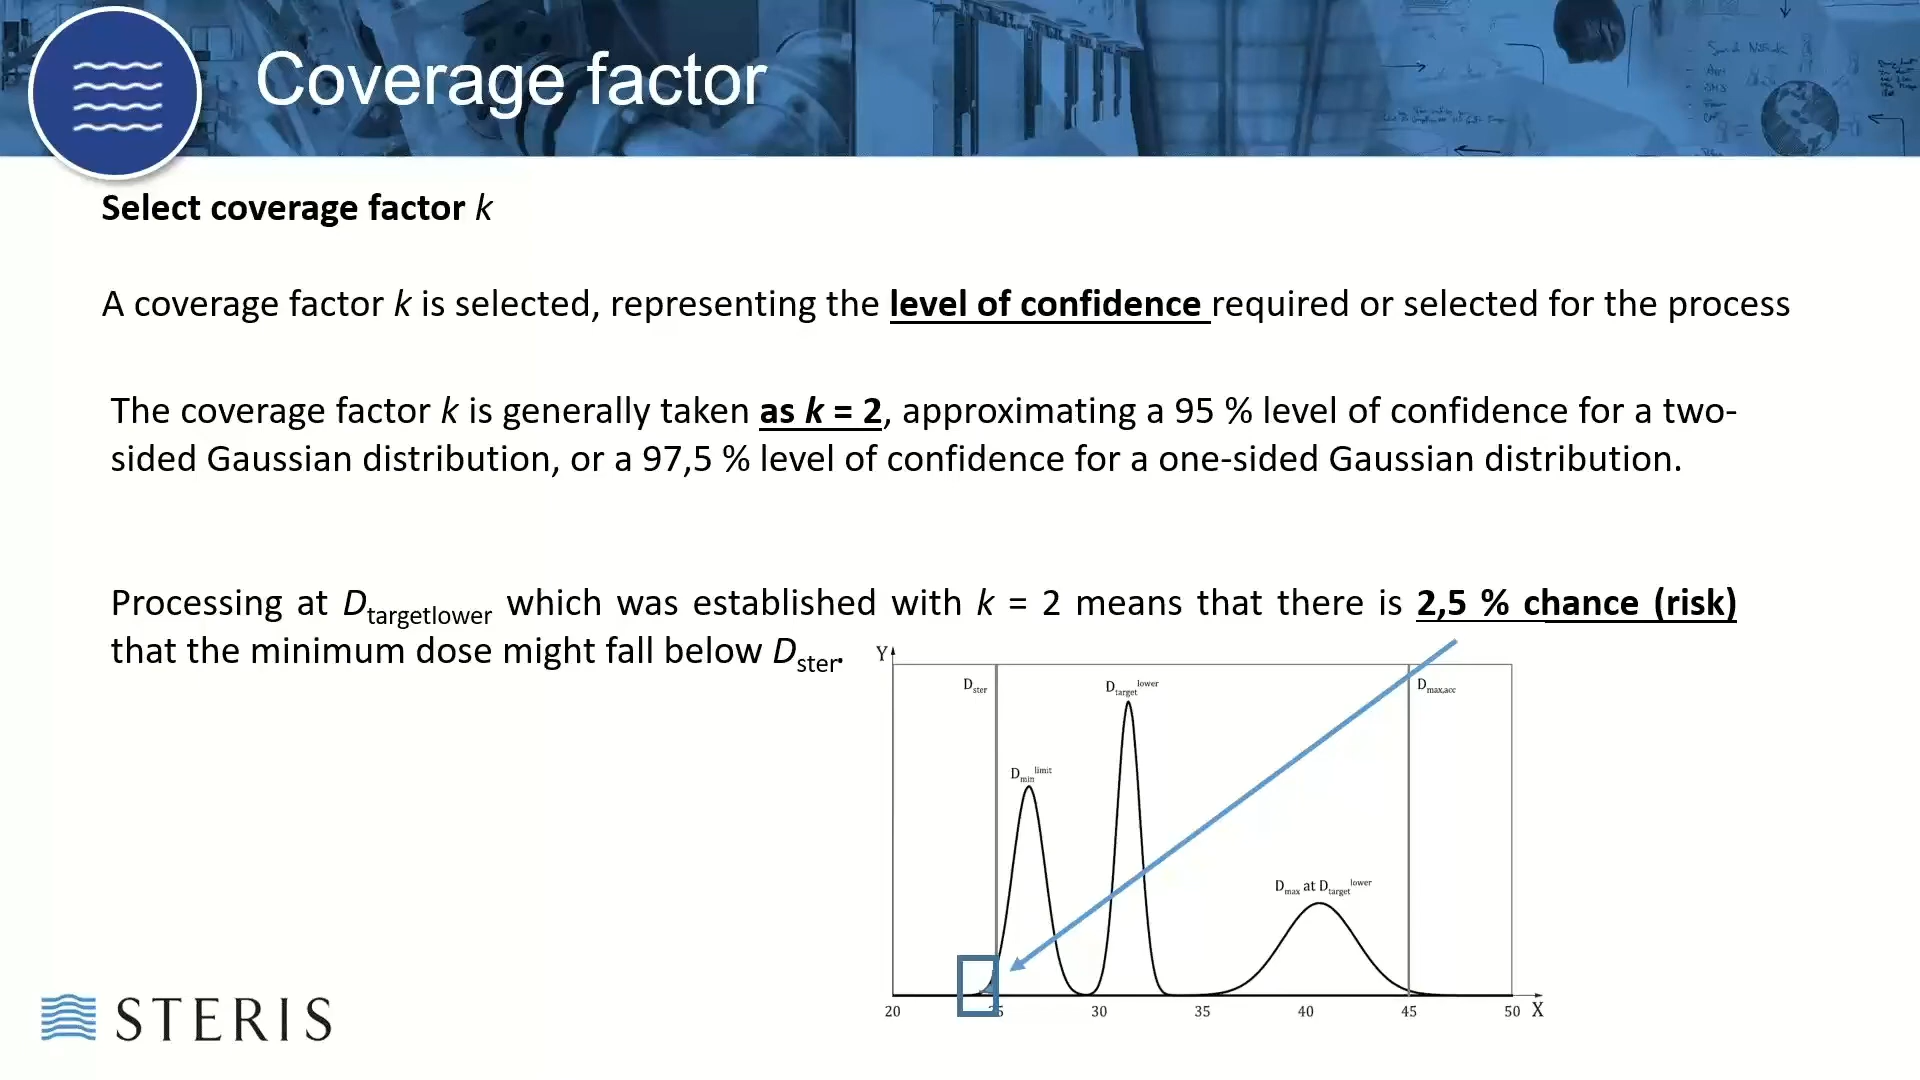 Coverage factor
Select coverage factor k
A coverage factor k is selected, representing the level of confidence required or selected for the process
The coverage factor k is generally taken as k = 2, approximating a 95 % level of confidence for a two-
sided Gaussian distribution, or a 97,5 % level of confidence for a one-sided Gaussian distribution.
Processing at Dtargetlower which was established with k = 2 means that there is 2,5 % chance (risk)
that the minimum dose might fall below Dster.
Y
Dster
Dtarget lower
Dmax,acc
Dmin limit
Dmax at Dtarget lower
20 25 30 35 40 45 50 X
STERIS